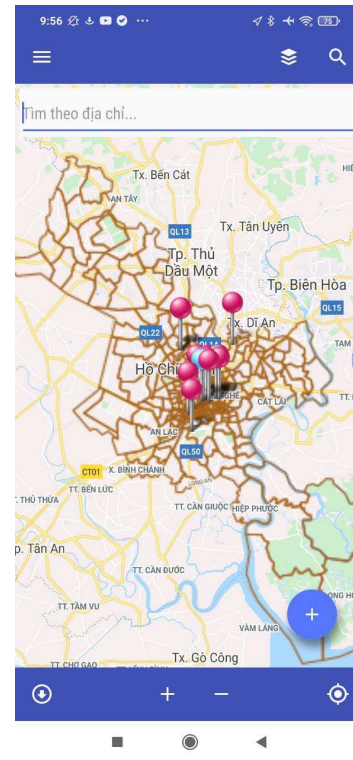 9:56
75
Tìm theo địa chỉ...
Tx. Bến Cát
AN TÂY
QL13
Tx. Tân Uyên
Tp. Thủ
Dầu Một
Tp. Biên Hòa
QL15
Tx. Dĩ An
QL22
TAM
Hồ Chí
CÁT LÁI
TT.
AN LẠC
QL50
CT01
X. BÌNH CHÁNH
LONG AN
TT. BẾN LỨC
T. THỦ THỪA
TT. CẦN GIUỘC
HIỆP PHƯỚC
p. Tân An
TT. CẦN ĐƯỚC
TT. TẦM VU
VÀM LÁNG
Tx. Gò Công
TT. CHỢ GẠO